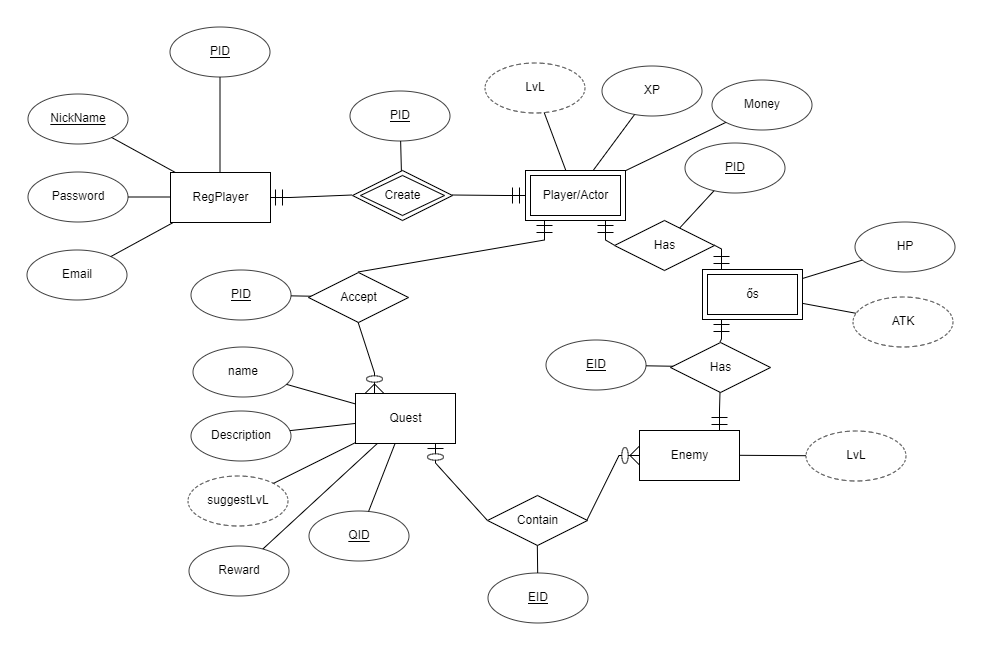 PID
LvL
XP
Money
NickName
PID
PID
Password
RegPlayer
Create
Player/Actor
Has
HP
Email
PID
Accept
ős
ATK
name
EID
Has
Quest
Description
Enemy
LvL
suggestLvL
Contain
QID
Reward
EID